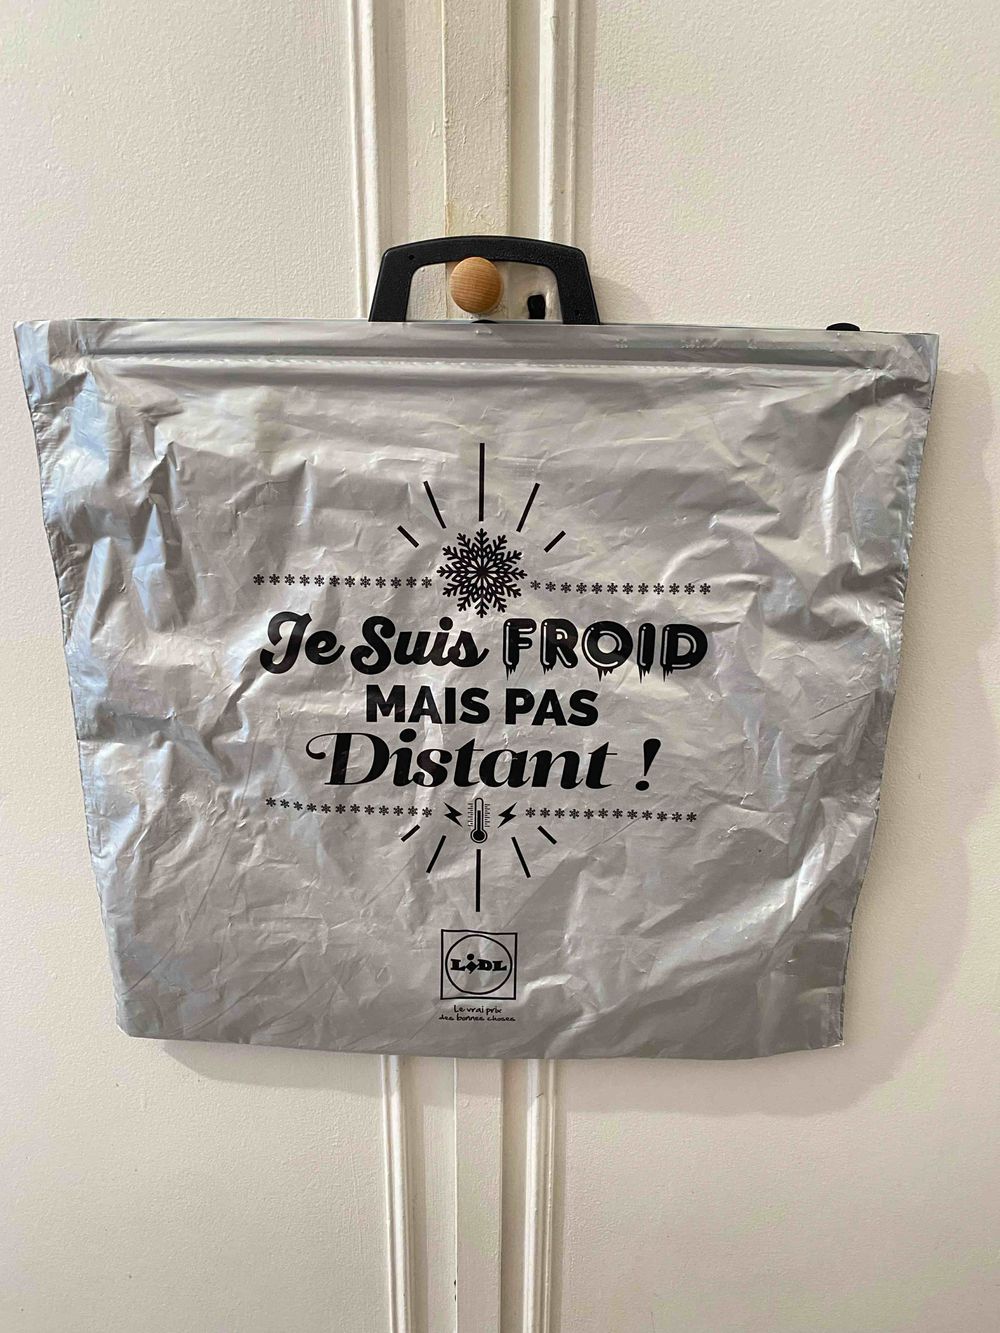 Je Suis FROID
MAIS PAS
Distant !
LIDL
Le vrai prix
des bonnes choses